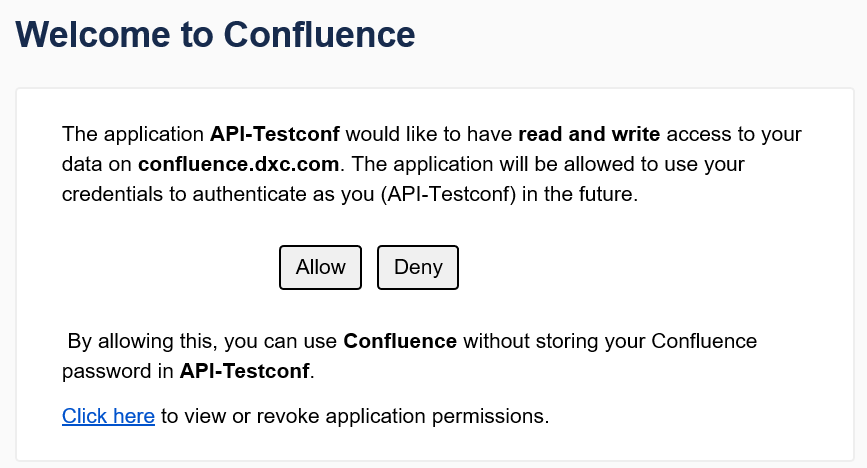 Welcome to Confluence
The application API-Testconf would like to have read and write access to your
data on confluence.dxc.com. The application will be allowed to use your
credentials to authenticate as you (API-Testconf) in the future.
Allow Deny
By allowing this, you can use Confluence without storing your Confluence
password in API-Testconf.
Click here to view or revoke application permissions.